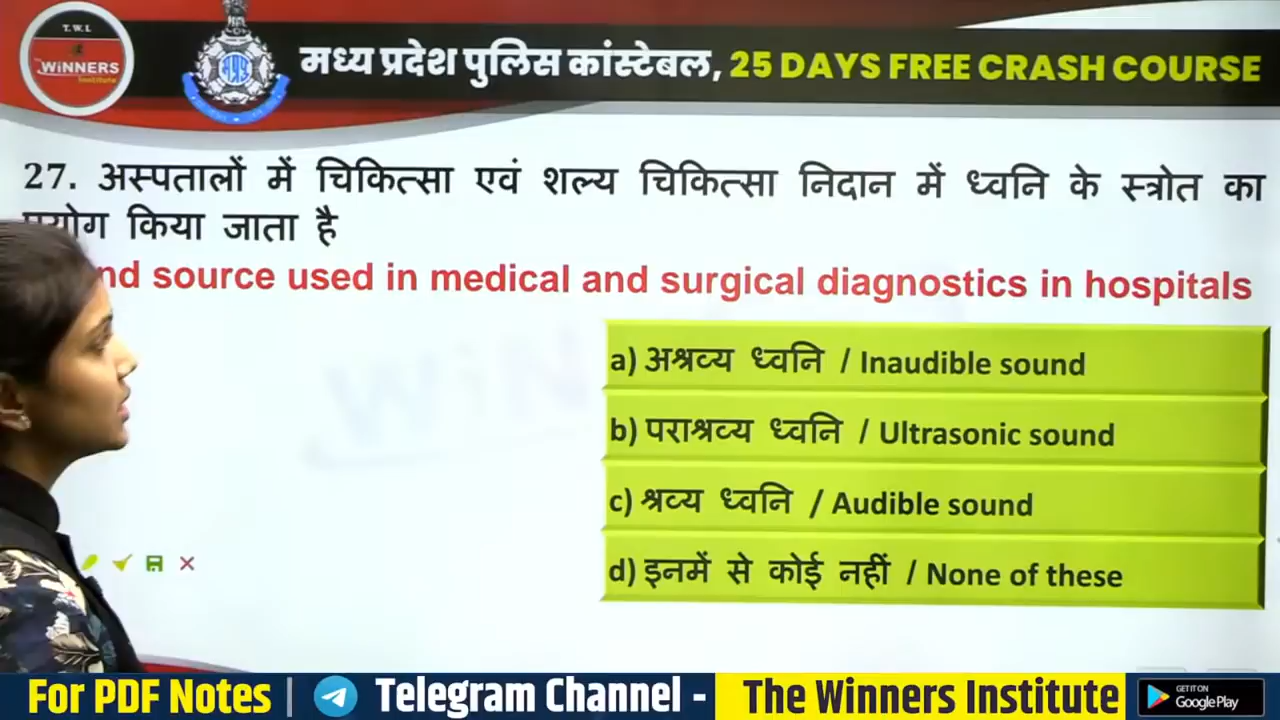 T.W.I.
WiNNERS
Institute
मध्य प्रदेश पुलिस कांस्टेबल, 25 DAYS FREE CRASH COURSE
27. अस्पतालों में चिकित्सा एवं शल्य चिकित्सा निदान में ध्वनि के स्त्रोत का
किया जाता है
source used in medical and surgical diagnostics in hospitals
WiN
a) अश्रव्य ध्वनि / Inaudible sound
b) पराश्रव्य ध्वनि / Ultrasonic sound
c) श्रव्य ध्वनि / Audible sound
d) इनमें से कोई नहीं / None of these
For PDF Notes | Telegram Channel - The Winners Institute
GET IT ON
Google Play